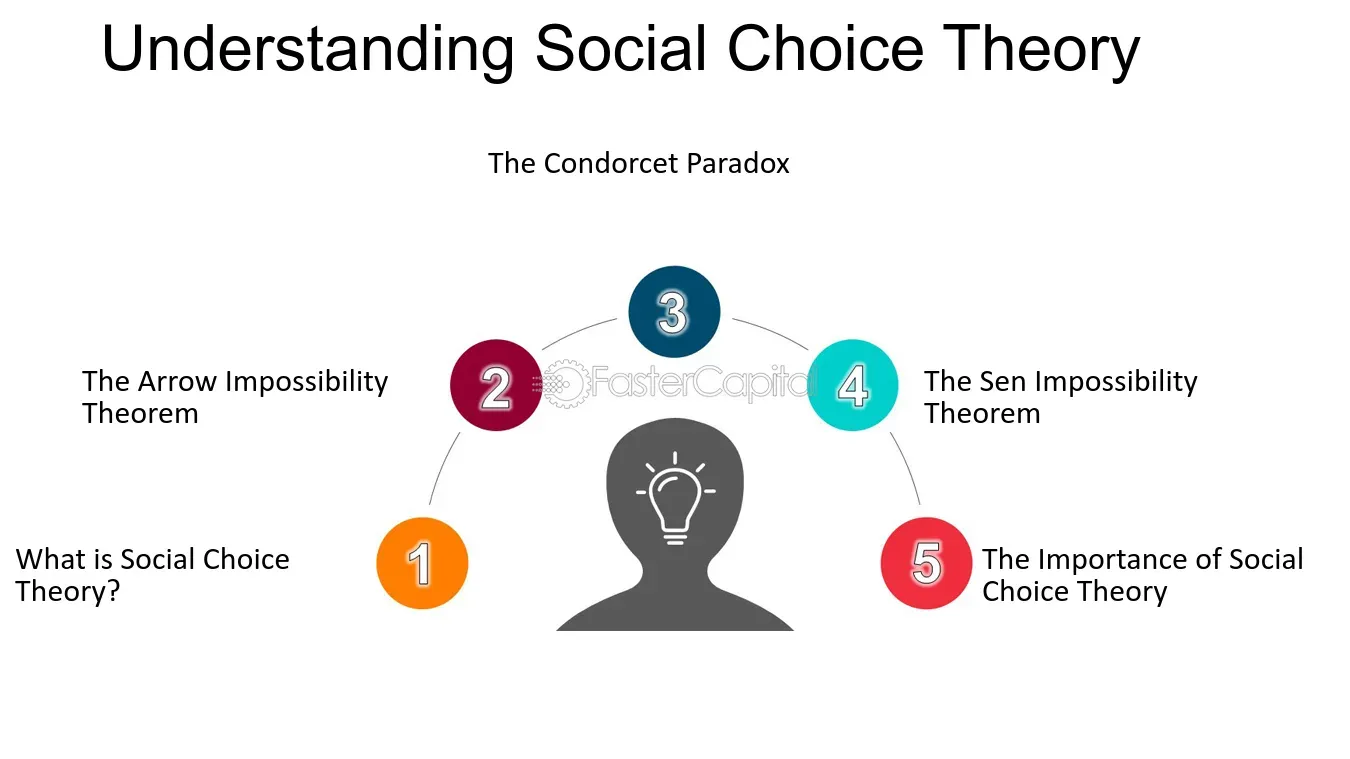 Understanding Social Choice Theory
The Condorcet Paradox
3
2
FasterCapital
4
The Arrow Impossibility
Theorem
The Sen Impossibility
Theorem
What is Social Choice
Theory?
1
5
The Importance of Social
Choice Theory